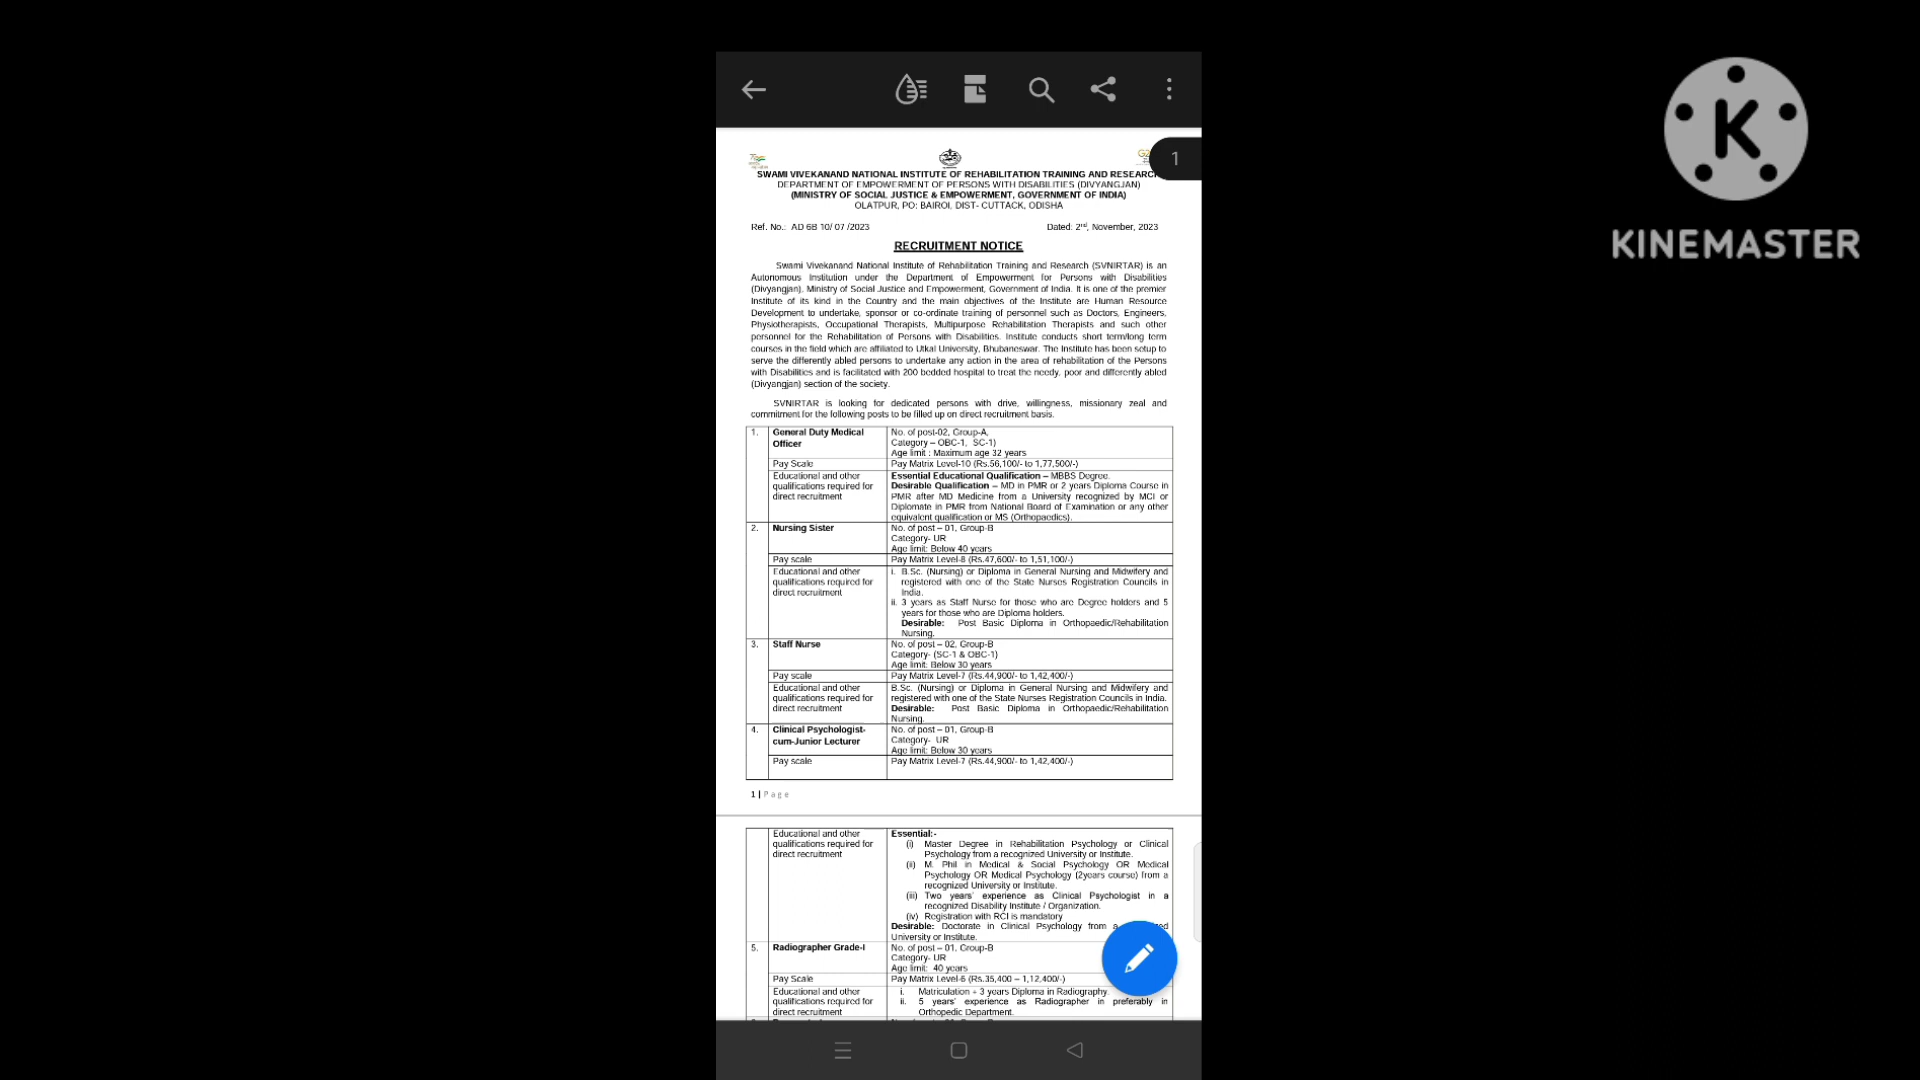 1
SWAMI VIVEKANAND NATIONAL INSTITUTE OF REHABILITATION TRAINING AND RESEARCH
DEPARTMENT OF EMPOWERMENT OF PERSONS WITH DISABILITIES (DIVYANGJAN)
(MINISTRY OF SOCIAL JUSTICE & EMPOWERMENT, GOVERNMENT OF INDIA)
OLATPUR, PO: BAIROI, DIST- CUTTACK, ODISHA
Ref. No.: AD 6B 10/ 07 /2023 Dated. 2nd, November, 2023
RECRUITMENT NOTICE
Swami Vivekanand National Institute of Rehabilitation Training and Research (SVNIRTAR) is an
Autonomous Institution under the Department of Empowerment for Persons with Disabilities
(Divyangjan), Ministry of Social Justice and Empowerment, Government of India. It is one of the premier
Institute of its kind in the Country and the main objectives of the Institute are Human Resource
Development to undertake, sponsor or co-ordinate training of personnel such as Doctors, Engineers,
Physiotherapists, Occupational Therapists, Multipurpose Rehabilitation Therapists and such other
personnel for the Rehabilitation of Persons with Disabilities. Institute conducts short term/long term
courses in the field which are affiliated to Utkal University, Bhubaneswar. The Institute has been setup to
serve the differently abled persons to undertake any action in the area of rehabilitation of the Persons
with Disabilities and is facilitated with 200 bedded hospital to treat the needy, poor and differently abled
(Divyangjan) section of the society.
SVNIRTAR is looking for dedicated persons with drive, willingness, missionary zeal and
commitment for the following posts to be filled up on direct recruitment basis.
1. General Duty Medical Officer
No. of post-02, Group-A,
Category – OBC-1, SC-1)
Age limit : Maximum age 32 years
Pay Scale Pay Matrix Level-10 (Rs.56,100/- to 1,77,500/-)
Educational and other
qualifications required for
direct recruitment
Essential Educational Qualification – MBBS Degree.
Desirable Qualification – MD in PMR or 2 years Diploma Course in
PMR after MD Medicine from a University recognized by MCI or
Diplomate in PMR from National Board of Examination or any other
equivalent qualification or MS (Orthopaedics).
2. Nursing Sister
No. of post – 01, Group-B
Category- UR
Age limit: Below 40 years
Pay scale Pay Matrix Level-8 (Rs.47,600/- to 1,51,100/-)
Educational and other
qualifications required for
direct recruitment
i. B.Sc. (Nursing) or Diploma in General Nursing and Midwifery and
registered with one of the State Nurses Registration Councils in
India.
ii. 3 years as Staff Nurse for those who are Degree holders and 5
years for those who are Diploma holders.
Desirable: Post Basic Diploma in Orthopaedic/Rehabilitation
Nursing.
3. Staff Nurse
No. of post – 02, Group-B
Category- (SC-1 & OBC-1)
Age limit: Below 30 years
Pay scale Pay Matrix Level-7 (Rs.44,900/- to 1,42,400/-)
Educational and other
qualifications required for
direct recruitment
B.Sc. (Nursing) or Diploma in General Nursing and Midwifery and
registered with one of the State Nurses Registration Councils in India.
Desirable: Post Basic Diploma in Orthopaedic/Rehabilitation
Nursing.
4. Clinical Psychologist-
cum-Junior Lecturer
No. of post – 01, Group-B
Category- UR
Age limit: Below 30 years
Pay scale Pay Matrix Level-7 (Rs.44,900/- to 1,42,400/-)
1 | Page
Educational and other
qualifications required for
direct recruitment
Essential:-
(i) Master Degree in Rehabilitation Psychology or Clinical
Psychology from a recognized University or Institute.
(ii) M. Phil in Medical & Social Psychology OR Medical
Psychology OR Medical Psychology (2years course) from a
recognized University or Institute.
(iii) Two years' experience as Clinical Psychologist in a
recognized Disability Institute / Organization.
(iv) Registration with RCI is mandatory
Desirable: Doctorate in Clinical Psychology from a
University or Institute.
5. Radiographer Grade-I
No. of post – 01, Group-B
Category- UR
Age limit: 40 years
Pay Scale Pay Matrix Level-6 (Rs.35,400 – 1,12,400/-)
Educational and other
qualifications required for
direct recruitment
i. Matriculation + 3 years Diploma in Radiography.
ii. 5 years' experience as Radiographer in preferably in
Orthopedic Department.
K
KINEMASTER